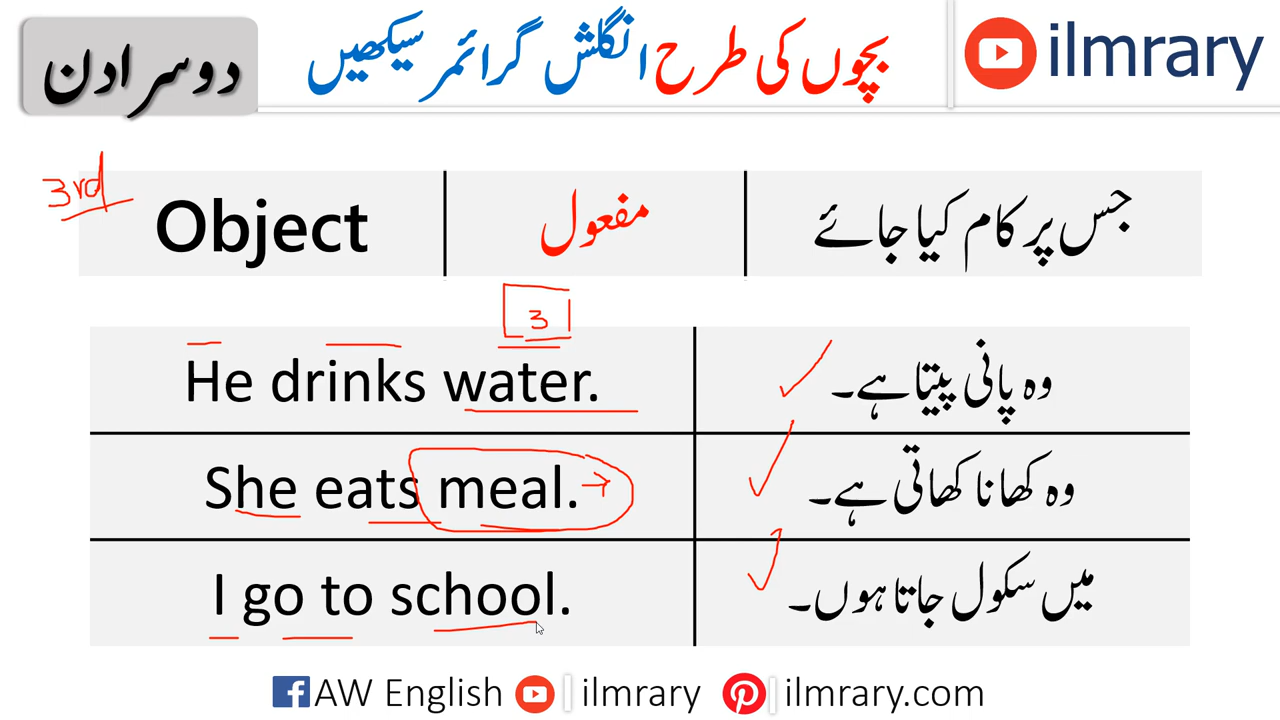 دوسرا دن بچوں کی طرح انگلش گرائمر سیکھیں ilmrary
3rd
Object مفعول جس پر کام کیا جائے
3
He drinks water. وہ پانی پیتا ہے۔
She eats meal. وہ کھانا کھاتی ہے۔
I go to school. میں سکول جاتا ہوں۔
AW English ilmrary ilmrary.com